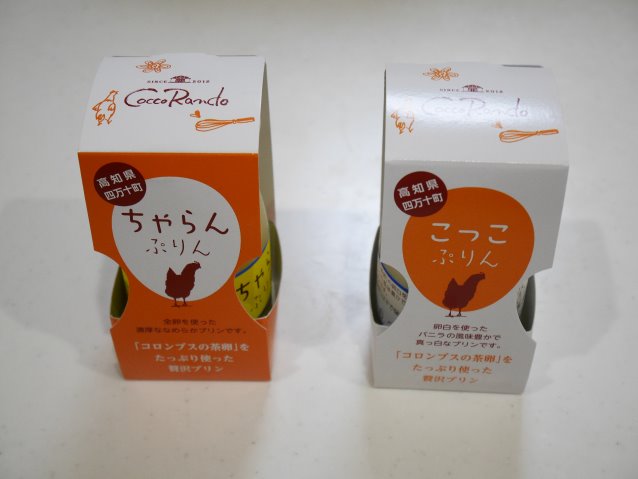 SINCE 2012
CoccoRando
高知県
四万十町
ちゃらん
ぷりん
ちゃら
全卵を使った
濃厚ななめらかプリンです。
「コロンブスの茶卵」を
たっぷり使った
贅沢プリン
SINCE 2012
CoccoRando
高知県
四万十町
こっこ
ぷりん
卵白を使った
バニラの風味豊かで
真っ白なプリンです。
「コロンブスの茶卵」を
たっぷり使った
贅沢プリン